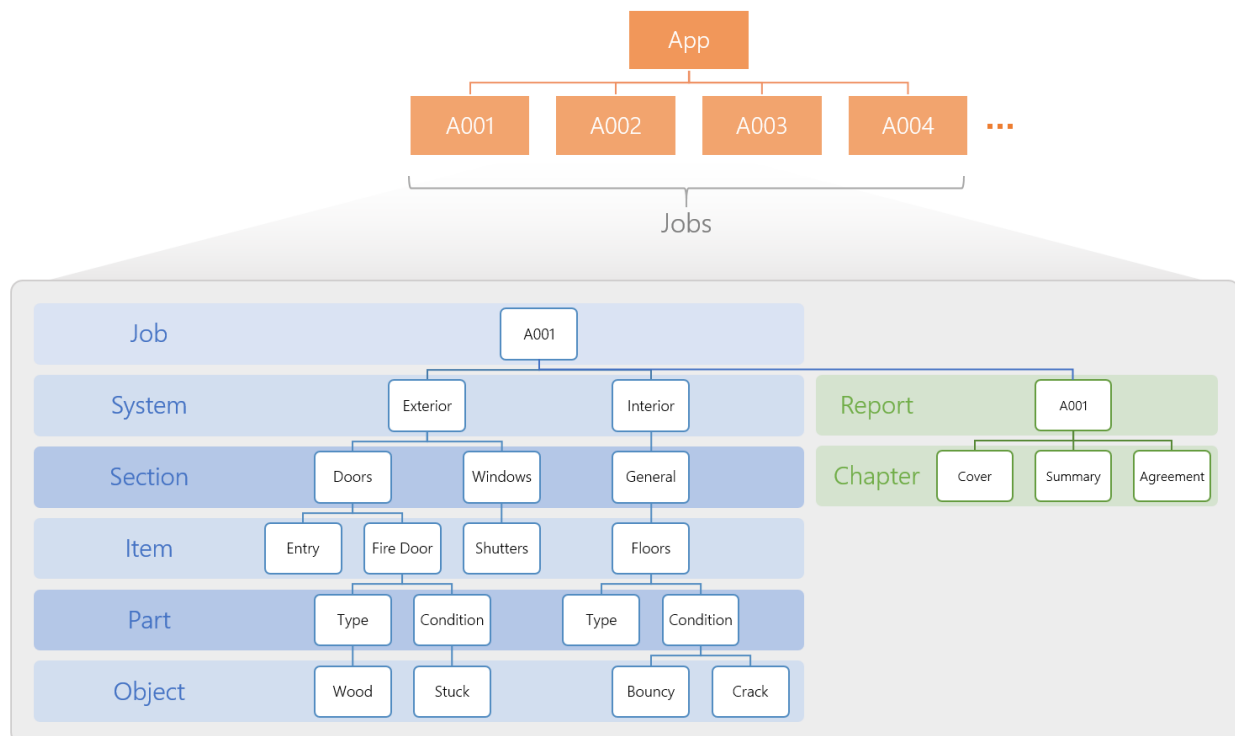 App
A001
A002
A003
A004
...
Jobs
Job
A001
System
Exterior
Interior
Report
A001
Section
Doors
Windows
General
Chapter
Cover
Summary
Agreement
Item
Entry
Fire Door
Shutters
Floors
Part
Type
Condition
Type
Condition
Object
Wood
Stuck
Bouncy
Crack